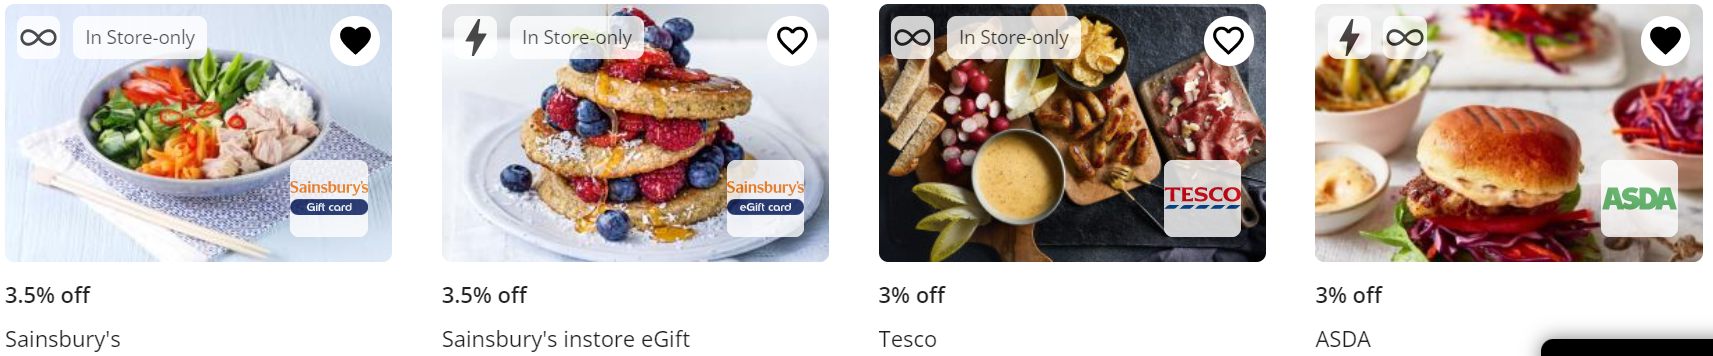 In Store-only
Sainsbury's
Gift card
3.5% off
Sainsbury's
In Store-only
Sainsbury's
eGift card
3.5% off
Sainsbury's instore eGift
In Store-only
TESCO
3% off
Tesco
ASDA
3% off
ASDA